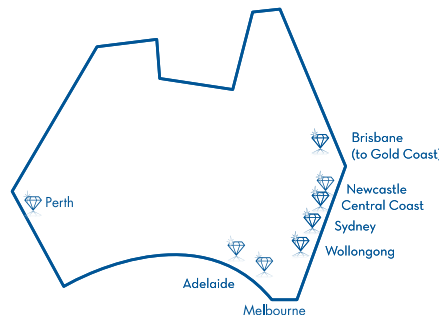 Brisbane
(to Gold Coast)
Newcastle
Central Coast
Perth
Sydney
Wollongong
Adelaide
Melbourne